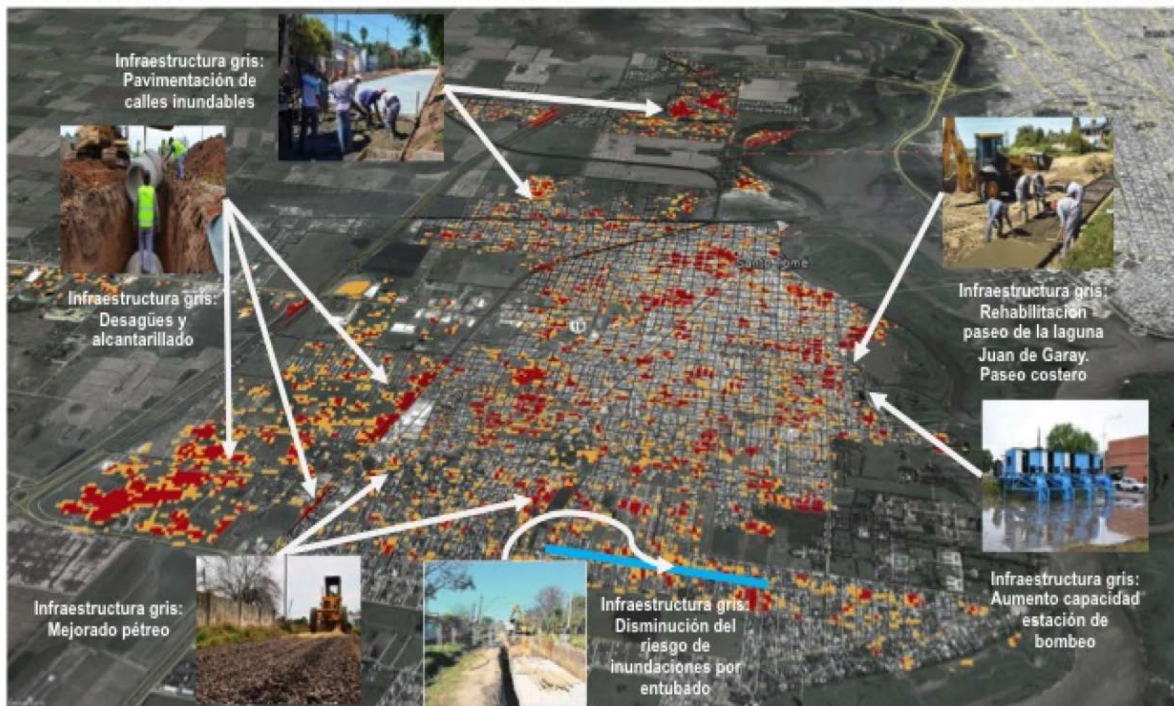 Infraestructura gris:
Pavimentación de
calles inundables
Infraestructura gris:
Desagües y
alcantarillado
Santo Tomé
Infraestructura gris:
Rehabilitación
paseo de la laguna
Juan de Garay.
Paseo costero
Infraestructura gris:
Aumento capacidad
estación de
bombeo
Infraestructura gris:
Mejorado pétreo
Infraestructura gris:
Disminución del
riesgo de
inundaciones por
entubado